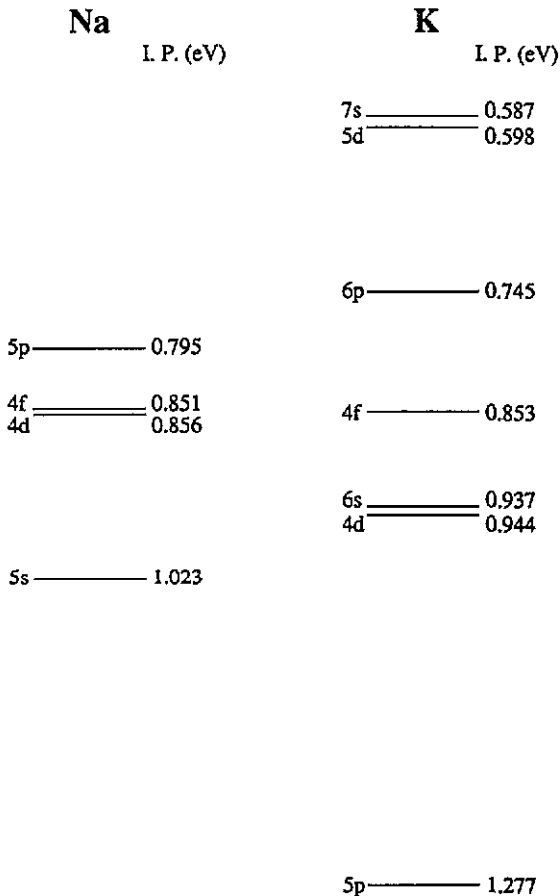 Na K
I. P. (eV) I. P. (eV)
7s 0.587
5d 0.598
6p 0.745
5p 0.795
4f 0.851
4d 0.856
4f 0.853
6s 0.937
4d 0.944
5s 1.023
5p 1.277